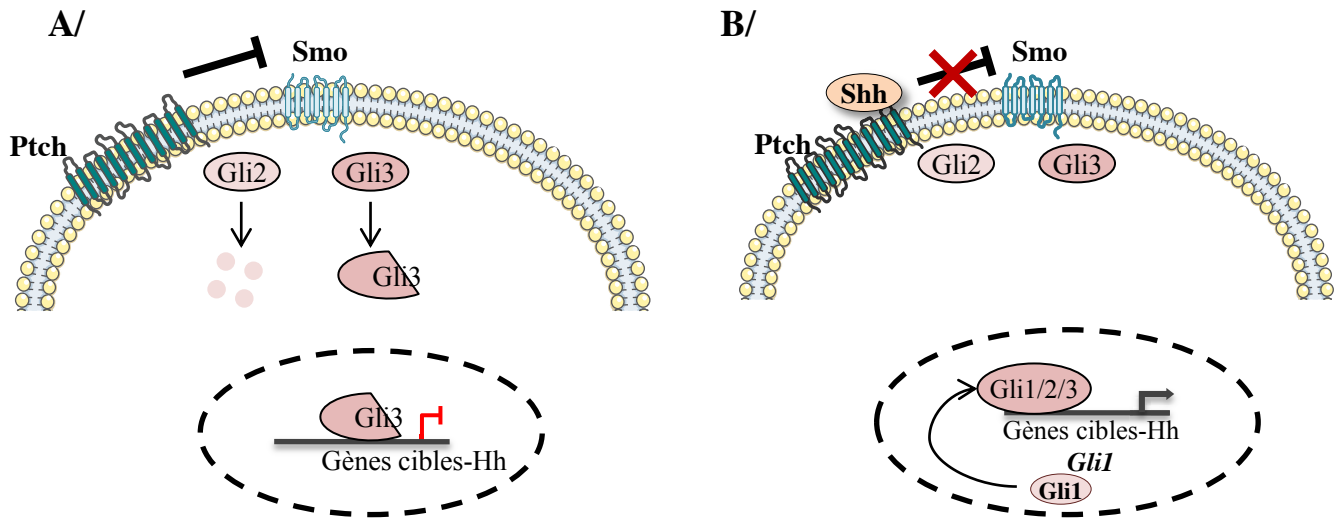 A/
Smo
Ptch
Gli2
Gli3
Gli3
Gli3
Gènes cibles-Hh
B/
Smo
Shh
Ptch
Gli2
Gli3
Gli1/2/3
Gènes cibles-Hh
Gli1
Gli1